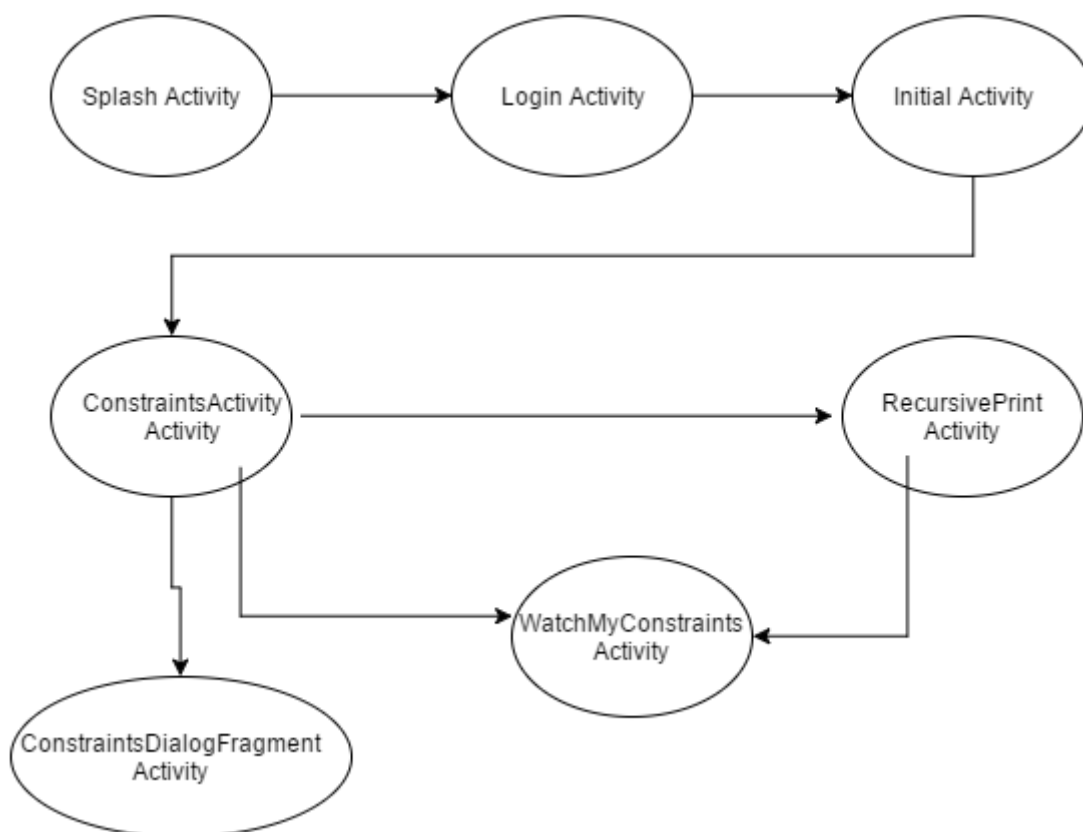 Splash Activity
Login Activity
Initial Activity
ConstraintsActivity
Activity
RecursivePrint
Activity
WatchMyConstraints
Activity
ConstraintsDialogFragment
Activity